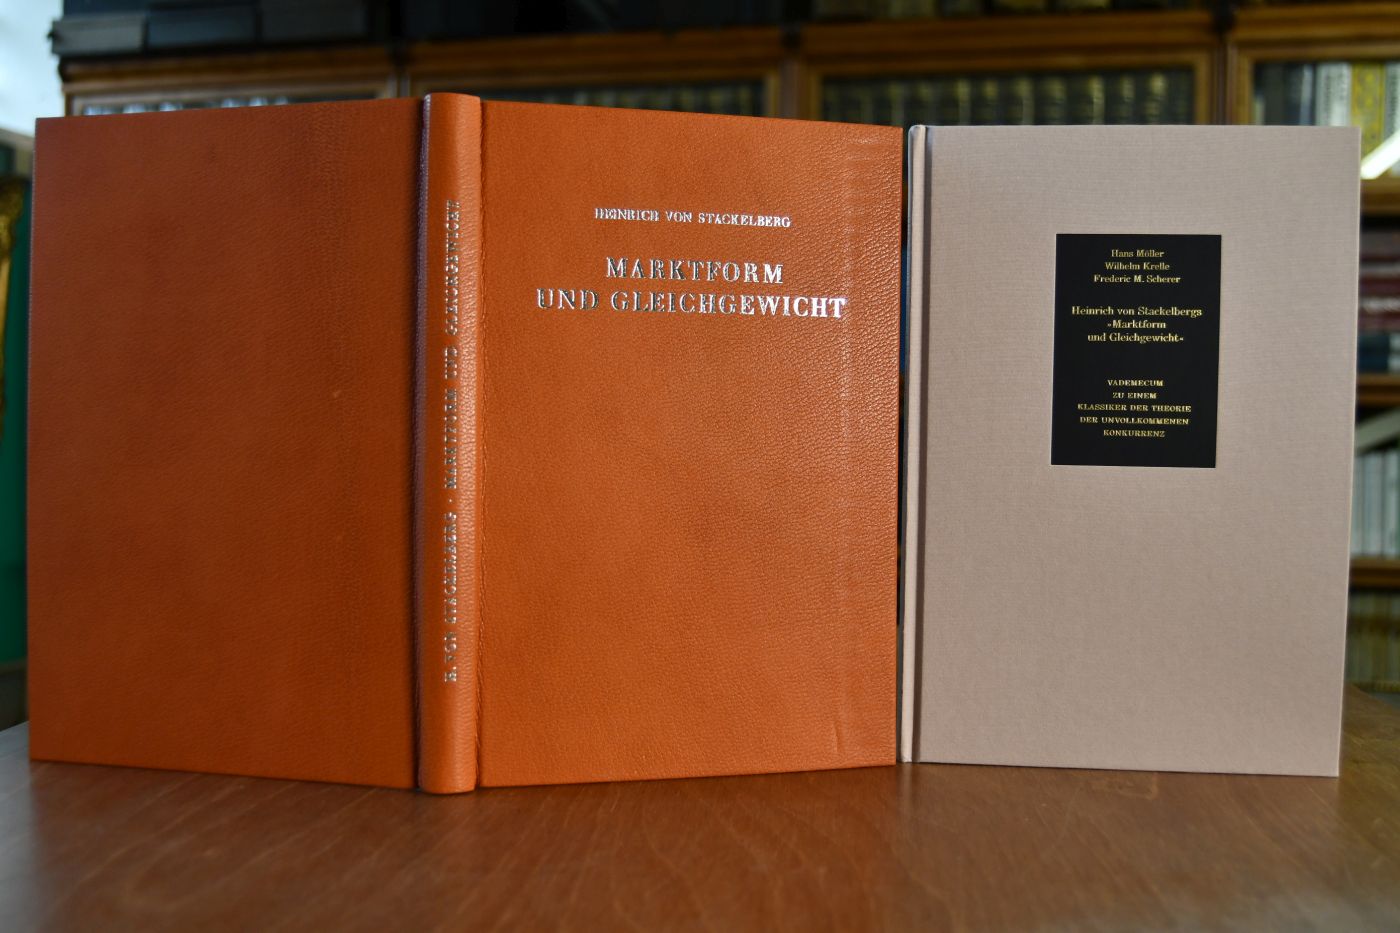 H. VON STACKELBERG · MARKTFORM UND GLEICHGEWICHT
HEINRICH VON STACKELBERG
MARKTFORM
UND GLEICHGEWICHT
Hans Möller
Wilhelm Krelle
Frederic M. Scherer
Heinrich von Stackelbergs
»Marktform
und Gleichgewicht«
VADEMECUM
ZU EINEM
KLASSIKER DER THEORIE
DER UNVOLLKOMMENEN
KONKURRENZ